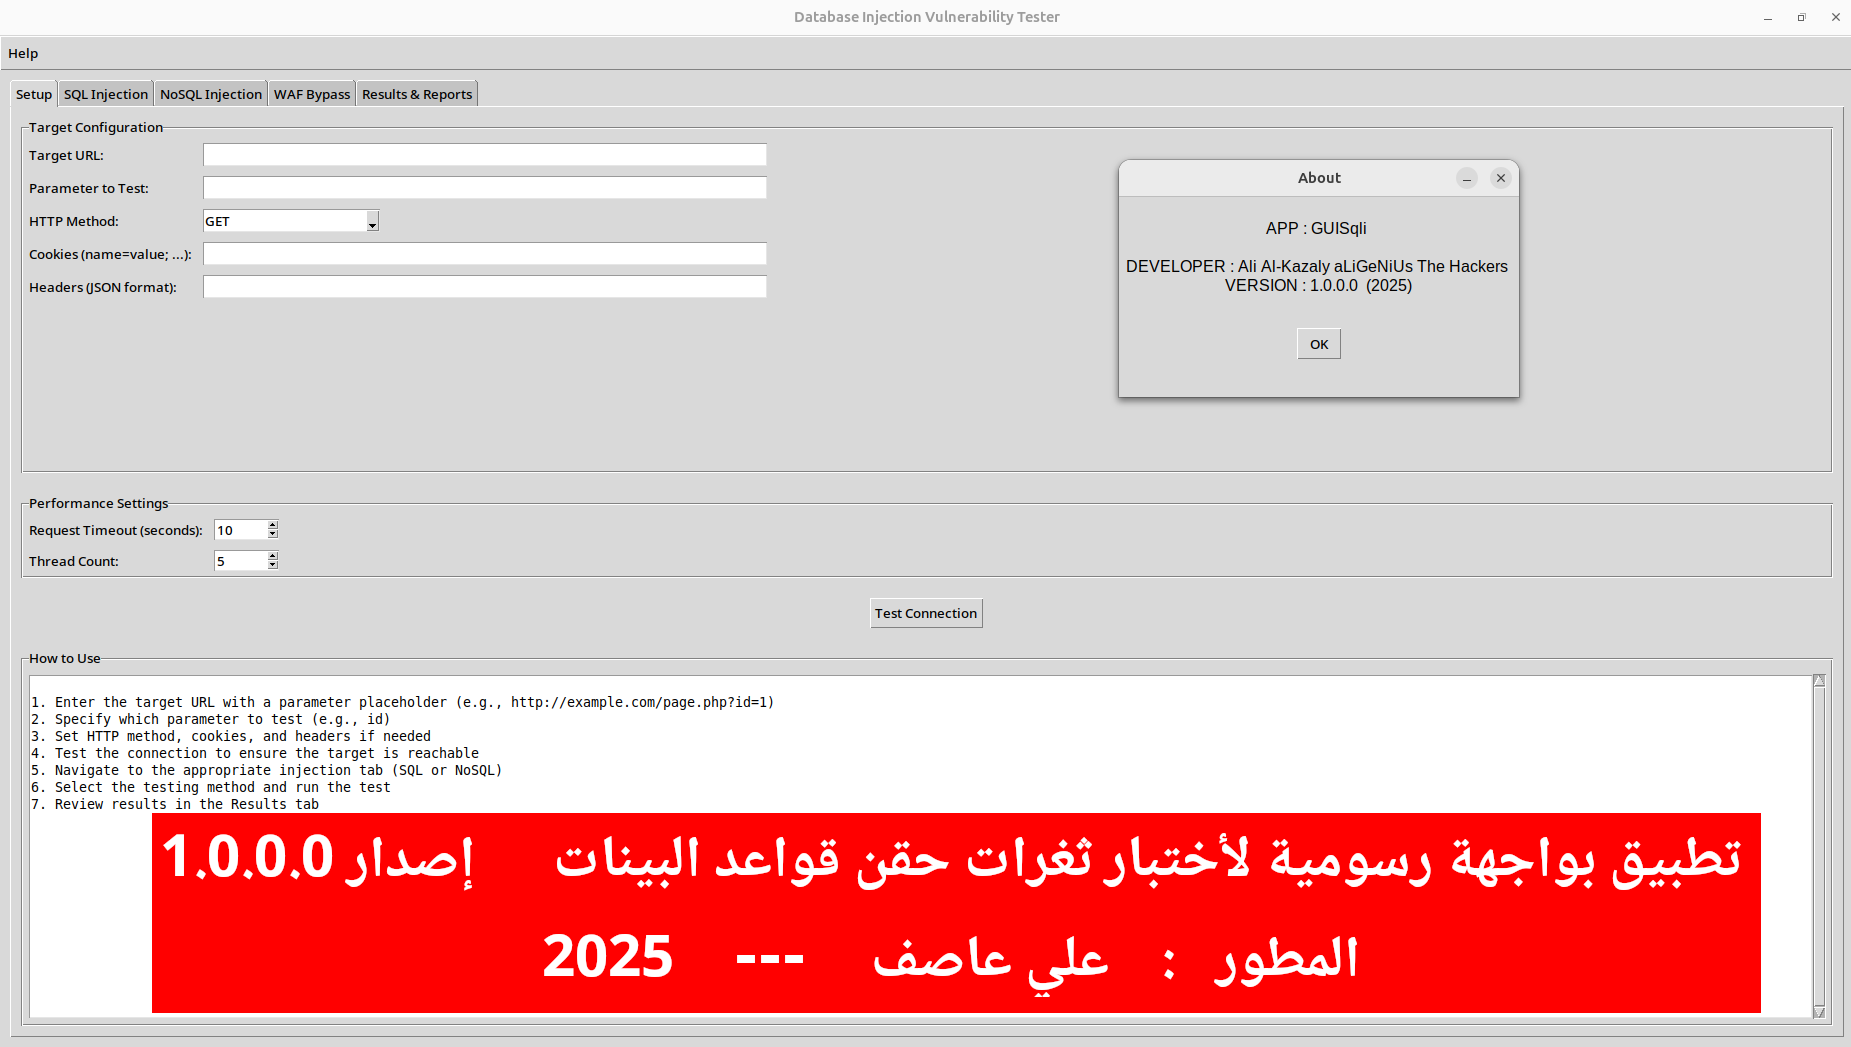 Database Injection Vulnerability Tester
Help
Setup SQL Injection NoSQL Injection WAF Bypass Results & Reports
Target Configuration
Target URL:
Parameter to Test:
HTTP Method: GET
Cookies (name=value; ...):
Headers (JSON format):
About
APP : GUISqli
DEVELOPER : Ali Al-Kazaly aLiGeNiUs The Hackers
VERSION : 1.0.0.0 (2025)
OK
Performance Settings
Request Timeout (seconds): 10
Thread Count: 5
Test Connection
How to Use
1. Enter the target URL with a parameter placeholder (e.g., http://example.com/page.php?id=1)
2. Specify which parameter to test (e.g., id)
3. Set HTTP method, cookies, and headers if needed
4. Test the connection to ensure the target is reachable
5. Navigate to the appropriate injection tab (SQL or NoSQL)
6. Select the testing method and run the test
7. Review results in the Results tab
تطبيق بواجهة رسومية لأختبار ثغرات حقن قواعد البينات إصدار 1.0.0.0
المطور : علي عاصف --- 2025